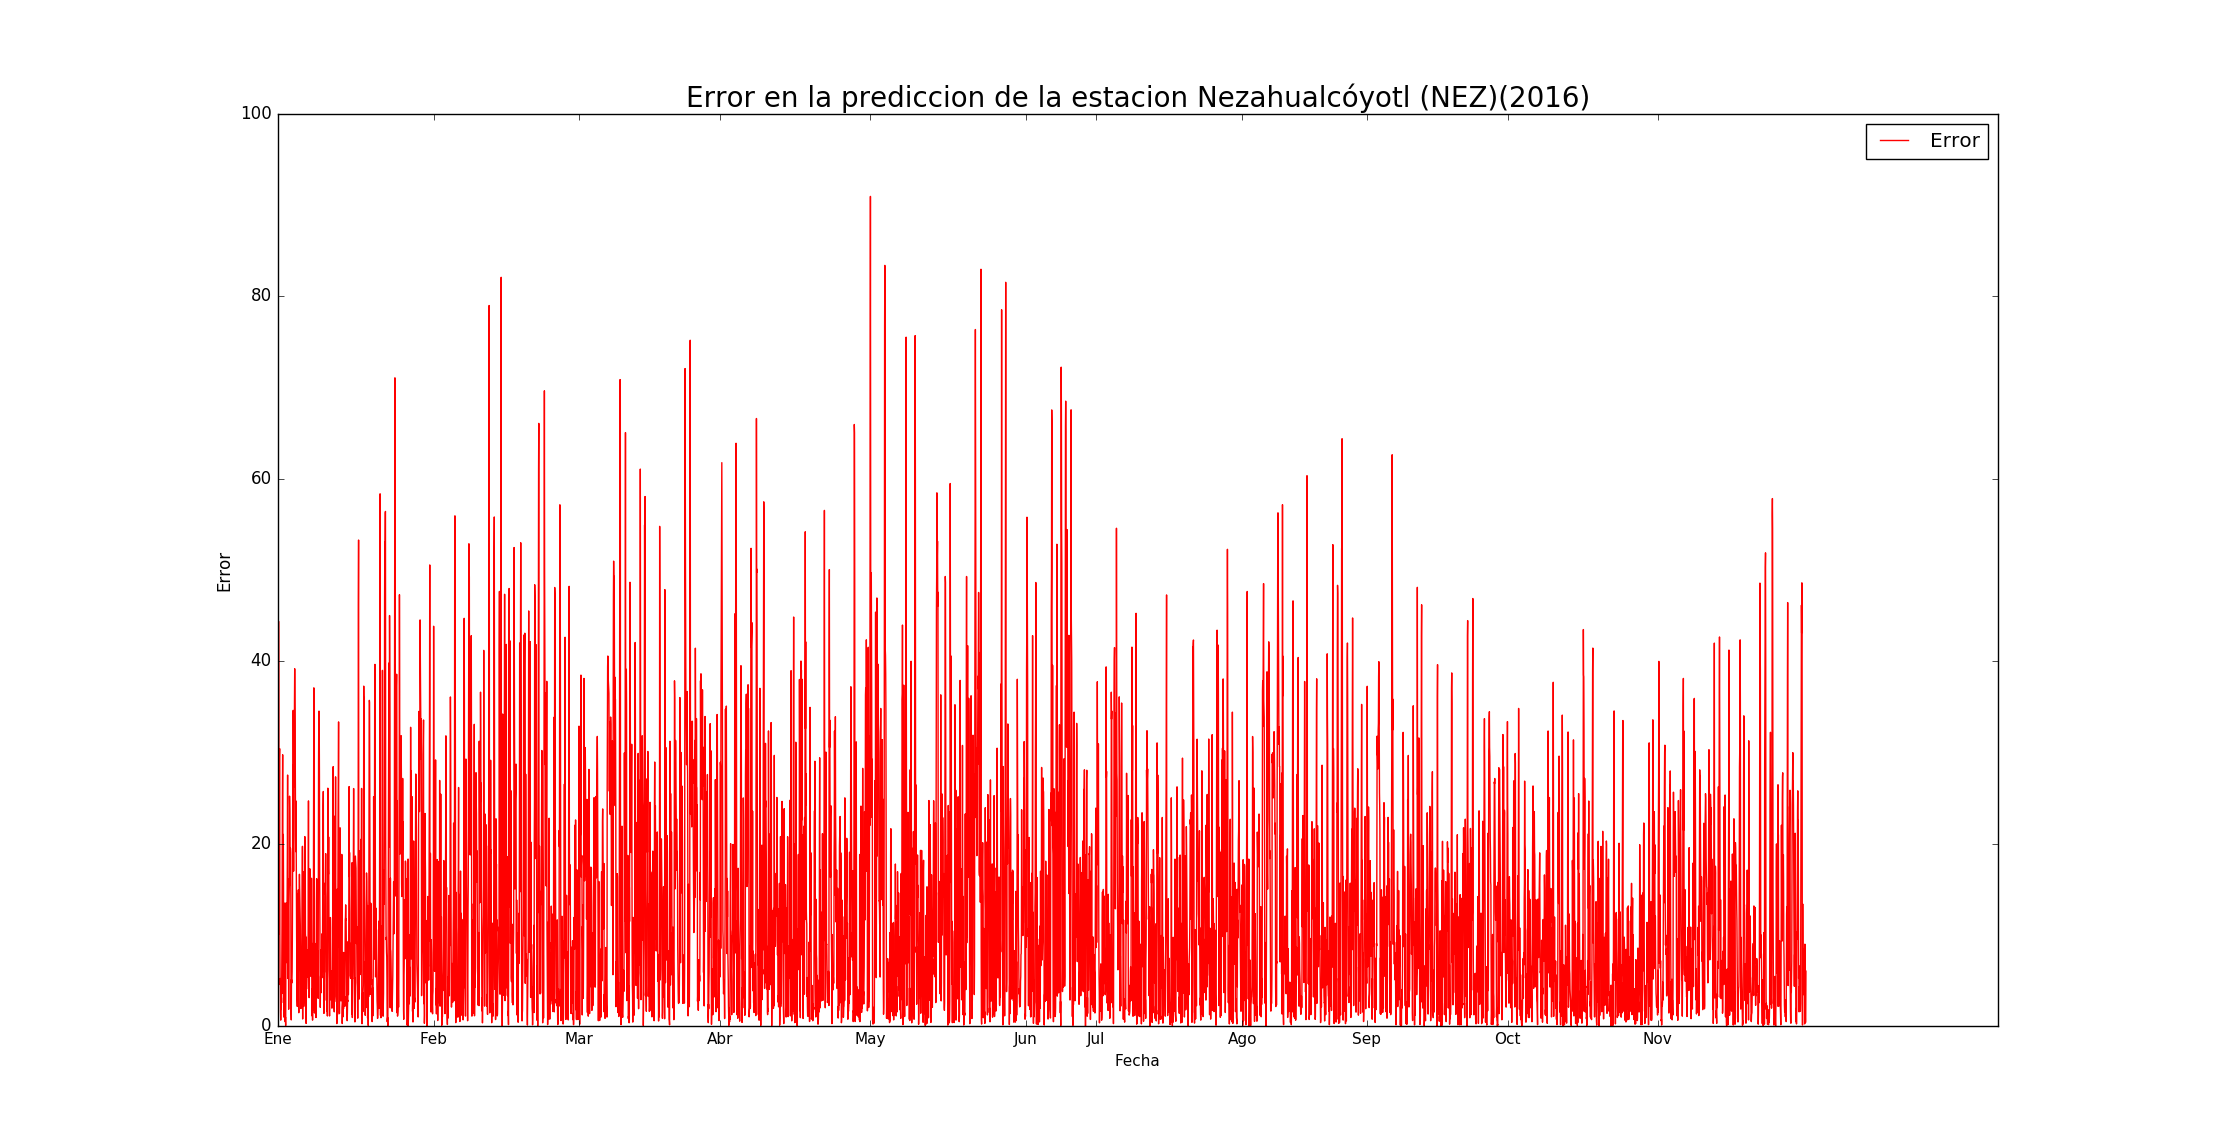 Error en la prediccion de la estacion Nezahualcóyotl (NEZ)(2016)
Error
100
80
60
40
20
0
Error
Ene Feb Mar Abr May Jun Jul Ago Sep Oct Nov
Fecha